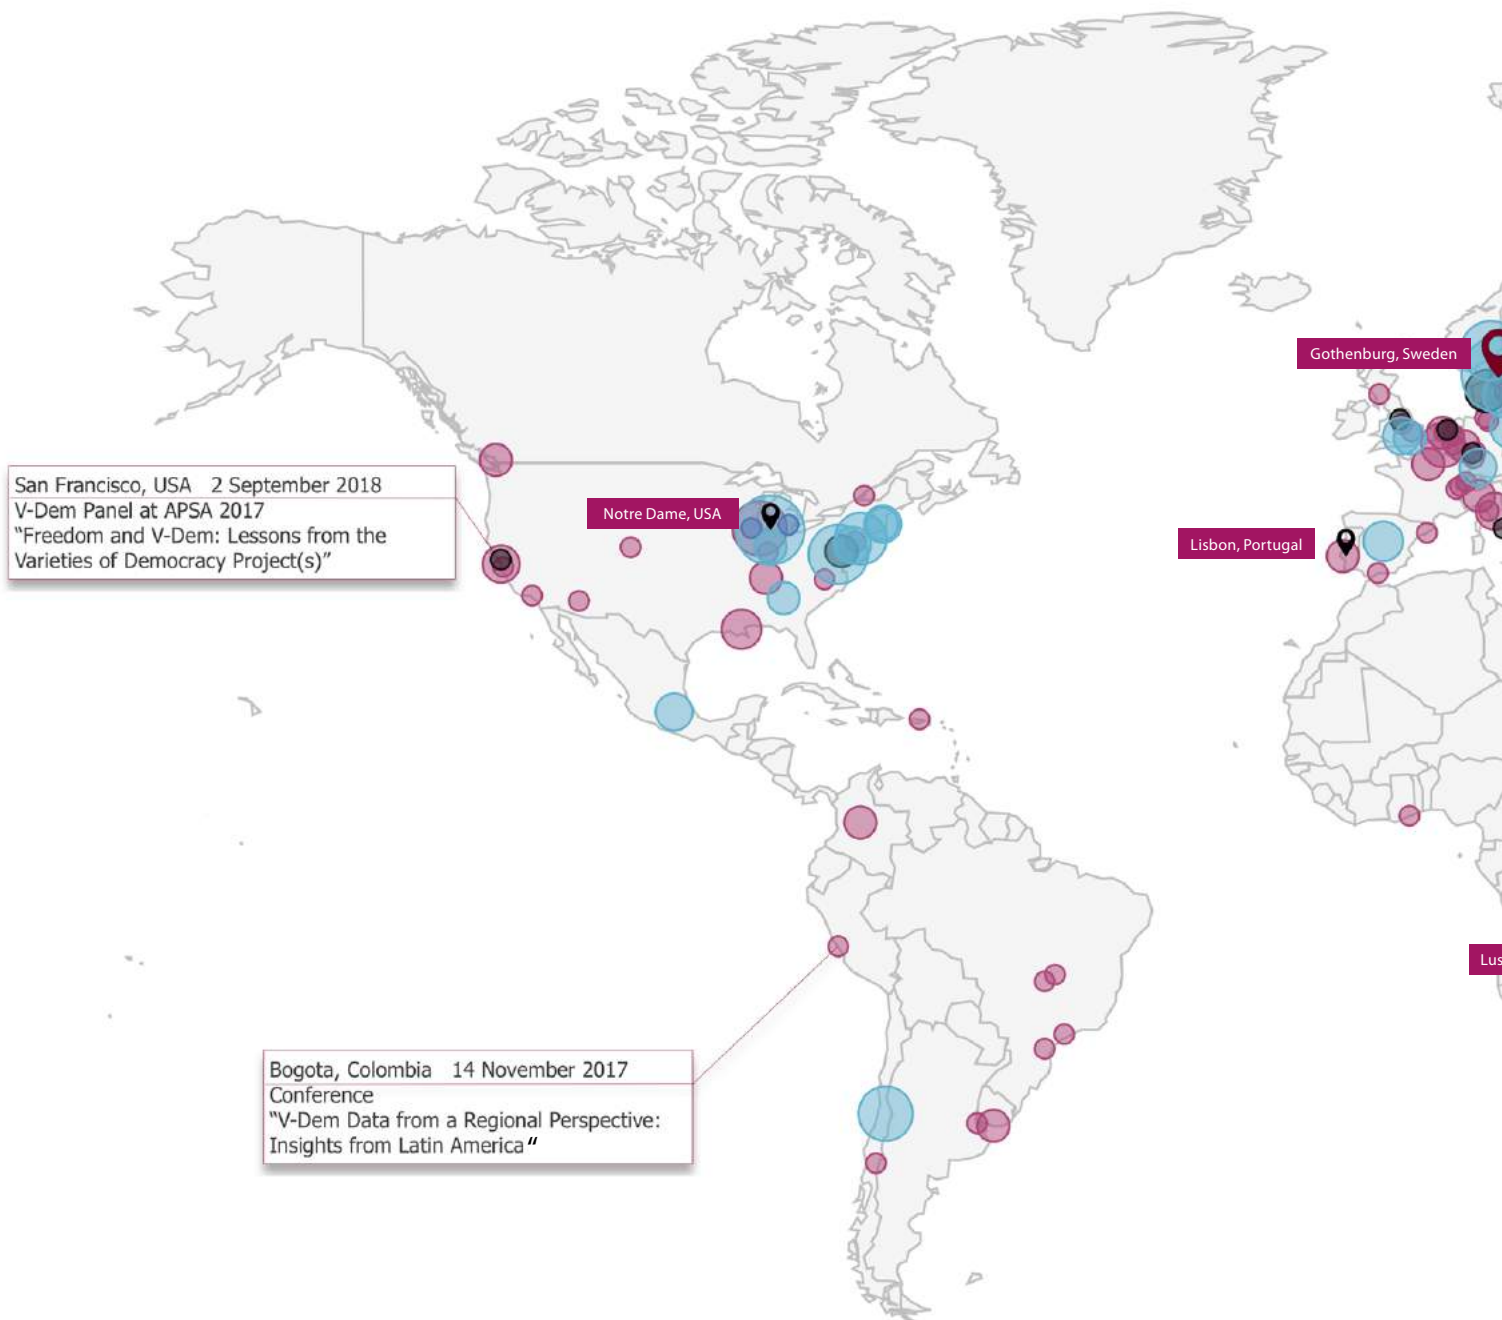 Gothenburg, Sweden
San Francisco, USA 2 September 2018
V-Dem Panel at APSA 2017
"Freedom and V-Dem: Lessons from the
Varieties of Democracy Project(s)"
Notre Dame, USA
Lisbon, Portugal
Lus
Bogota, Colombia 14 November 2017
Conference
"V-Dem Data from a Regional Perspective:
Insights from Latin America"